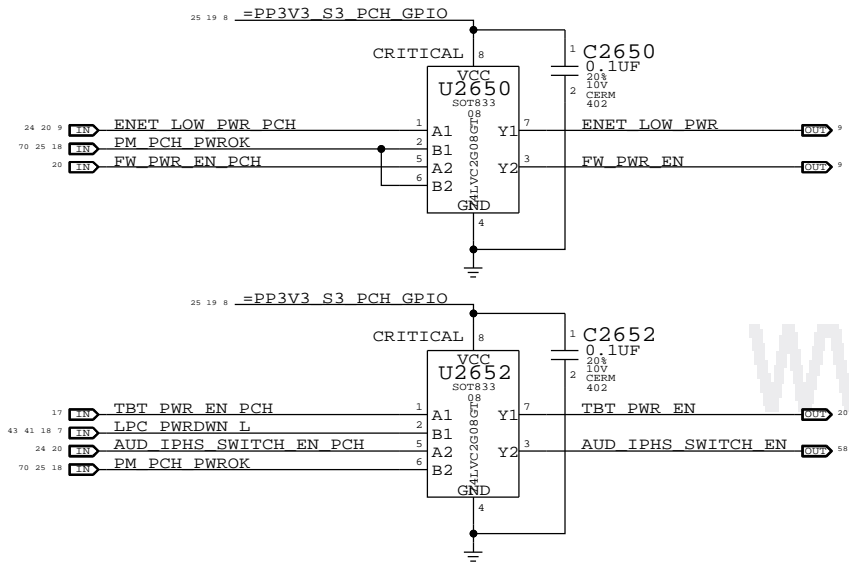 25 19 8 =PP3V3_S3_PCH_GPIO
CRITICAL 8
1 C2650
0.1UF
20%
10V
2 CERM
402
VCC
U2650
SOT833
08
74LVC2G08GT
24 20 9 IN ENET_LOW_PWR_PCH 1 A1 Y1 7 ENET_LOW_PWR OUT 9
70 25 18 IN PM_PCH_PWROK 2 B1
20 IN FW_PWR_EN_PCH 5 A2 Y2 3 FW_PWR_EN OUT 9
6 B2
GND
4
25 19 8 =PP3V3_S3_PCH_GPIO
CRITICAL 8
1 C2652
0.1UF
20%
10V
2 CERM
402
VCC
U2652
SOT833
08
74LVC2G08GT
17 IN TBT_PWR_EN_PCH 1 A1 Y1 7 TBT_PWR_EN OUT 20
43 41 18 7 IN LPC_PWRDWN_L 2 B1
24 20 IN AUD_IPHS_SWITCH_EN_PCH 5 A2 Y2 3 AUD_IPHS_SWITCH_EN OUT 58
70 25 18 IN PM_PCH_PWROK 6 B2
GND
4